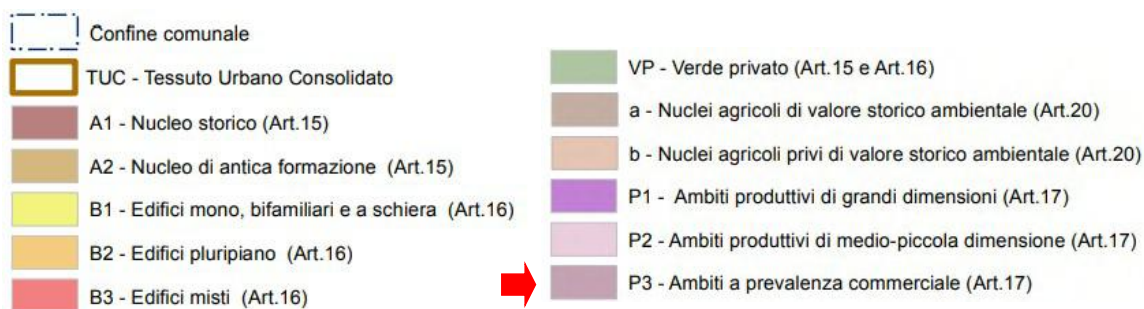 Confine comunale
TUC - Tessuto Urbano Consolidato
A1 - Nucleo storico (Art.15)
A2 - Nucleo di antica formazione (Art.15)
B1 - Edifici mono, bifamiliari e a schiera (Art.16)
B2 - Edifici pluripiano (Art.16)
B3 - Edifici misti (Art.16)
VP - Verde privato (Art.15 e Art.16)
a - Nuclei agricoli di valore storico ambientale (Art.20)
b - Nuclei agricoli privi di valore storico ambientale (Art.20)
P1 - Ambiti produttivi di grandi dimensioni (Art.17)
P2 - Ambiti produttivi di medio-piccola dimensione (Art.17)
P3 - Ambiti a prevalenza commerciale (Art.17)